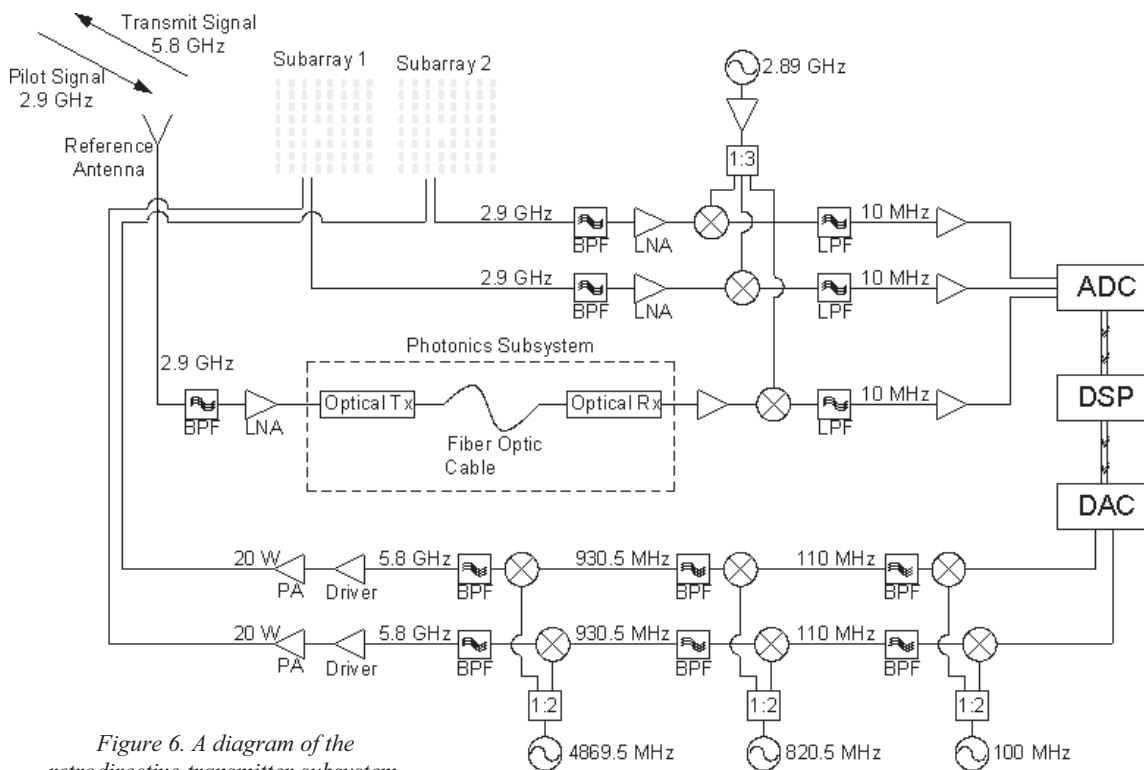 Transmit Signal
5.8 GHz
Pilot Signal
2.9 GHz
Reference
Antenna
Subarray 1
Subarray 2
2.89 GHz
1:3
2.9 GHz
BPF
LNA
LPF
10 MHz
2.9 GHz
BPF
LNA
LPF
10 MHz
ADC
Photonics Subsystem
2.9 GHz
BPF
LNA
Optical Tx
Fiber Optic
Cable
Optical Rx
LPF
10 MHz
DSP
DAC
20 W
PA
Driver
5.8 GHz
BPF
930.5 MHz
BPF
110 MHz
BPF
20 W
PA
Driver
5.8 GHz
BPF
930.5 MHz
BPF
110 MHz
BPF
1:2
1:2
1:2
4869.5 MHz
820.5 MHz
100 MHz
Figure 6. A diagram of the
retrodirective transmitter subsystem